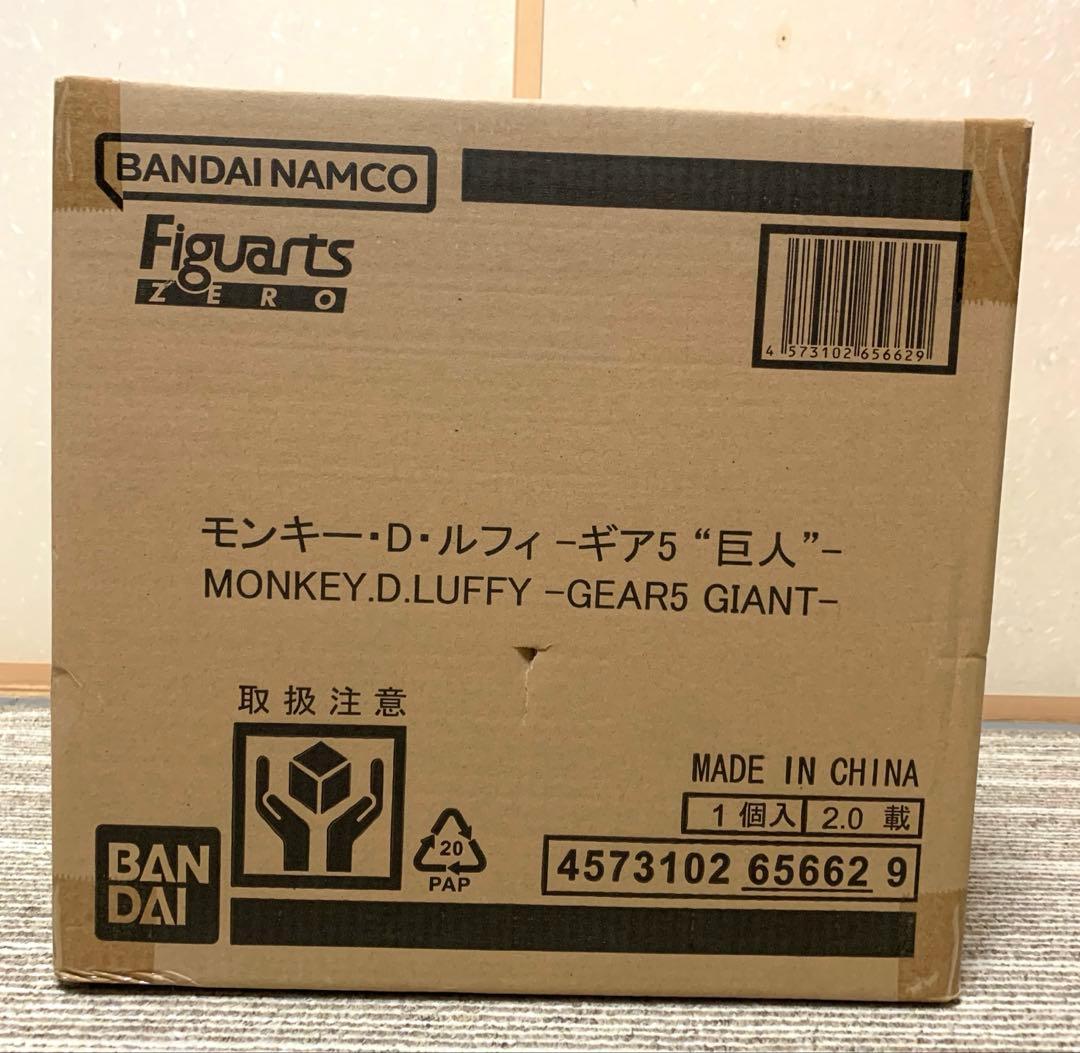 BANDAI NAMCO
Figuarts
ZERO
4 573102 656629
モンキー・D・ルフィ -ギア5 “巨人”-
MONKEY.D.LUFFY -GEAR5 GIANT-
取扱注意
MADE IN CHINA
1 個入 2.0 載
20
PAP
4573102 65662 9
BAN
DAI